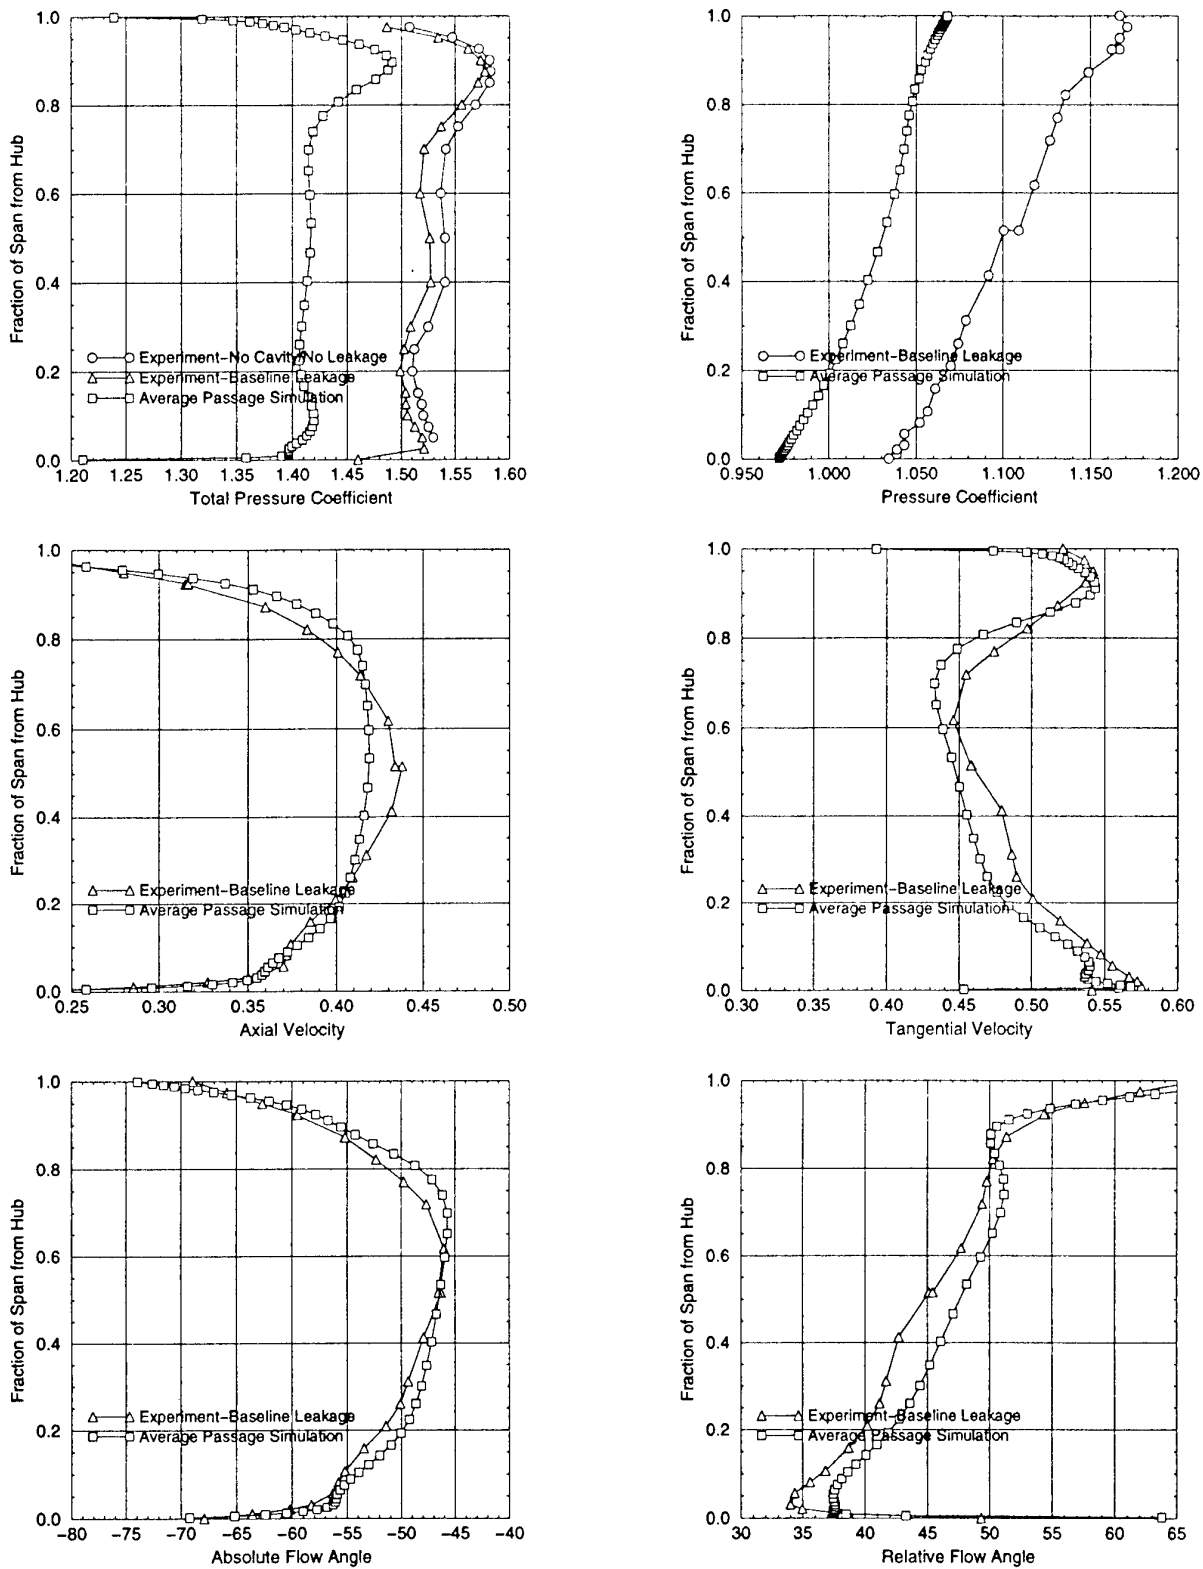 1.0
0.8
0.6
0.4
0.2
0.0
Fraction of Span from Hub
Experiment-No Cavity/No Leakage
Experiment-Baseline Leakage
Average Passage Simulation
1.20 1.25 1.30 1.35 1.40 1.45 1.50 1.55 1.60
Total Pressure Coefficient
1.0
0.8
0.6
0.4
0.2
0.0
Fraction of Span from Hub
Experiment-Baseline Leakage
Average Passage Simulation
0.950 1.000 1.050 1.100 1.150 1.200
Pressure Coefficient
1.0
0.8
0.6
0.4
0.2
0.0
Fraction of Span from Hub
Experiment-Baseline Leakage
Average Passage Simulation
0.25 0.30 0.35 0.40 0.45 0.50
Axial Velocity
1.0
0.8
0.6
0.4
0.2
0.0
Fraction of Span from Hub
Experiment-Baseline Leakage
Average Passage Simulation
0.30 0.35 0.40 0.45 0.50 0.55 0.60
Tangential Velocity
1.0
0.8
0.6
0.4
0.2
0.0
Fraction of Span from Hub
Experiment-Baseline Leakage
Average Passage Simulation
-80 -75 -70 -65 -60 -55 -50 -45 -40
Absolute Flow Angle
1.0
0.8
0.6
0.4
0.2
0.0
Fraction of Span from Hub
Experiment-Baseline Leakage
Average Passage Simulation
30 35 40 45 50 55 60 65
Relative Flow Angle